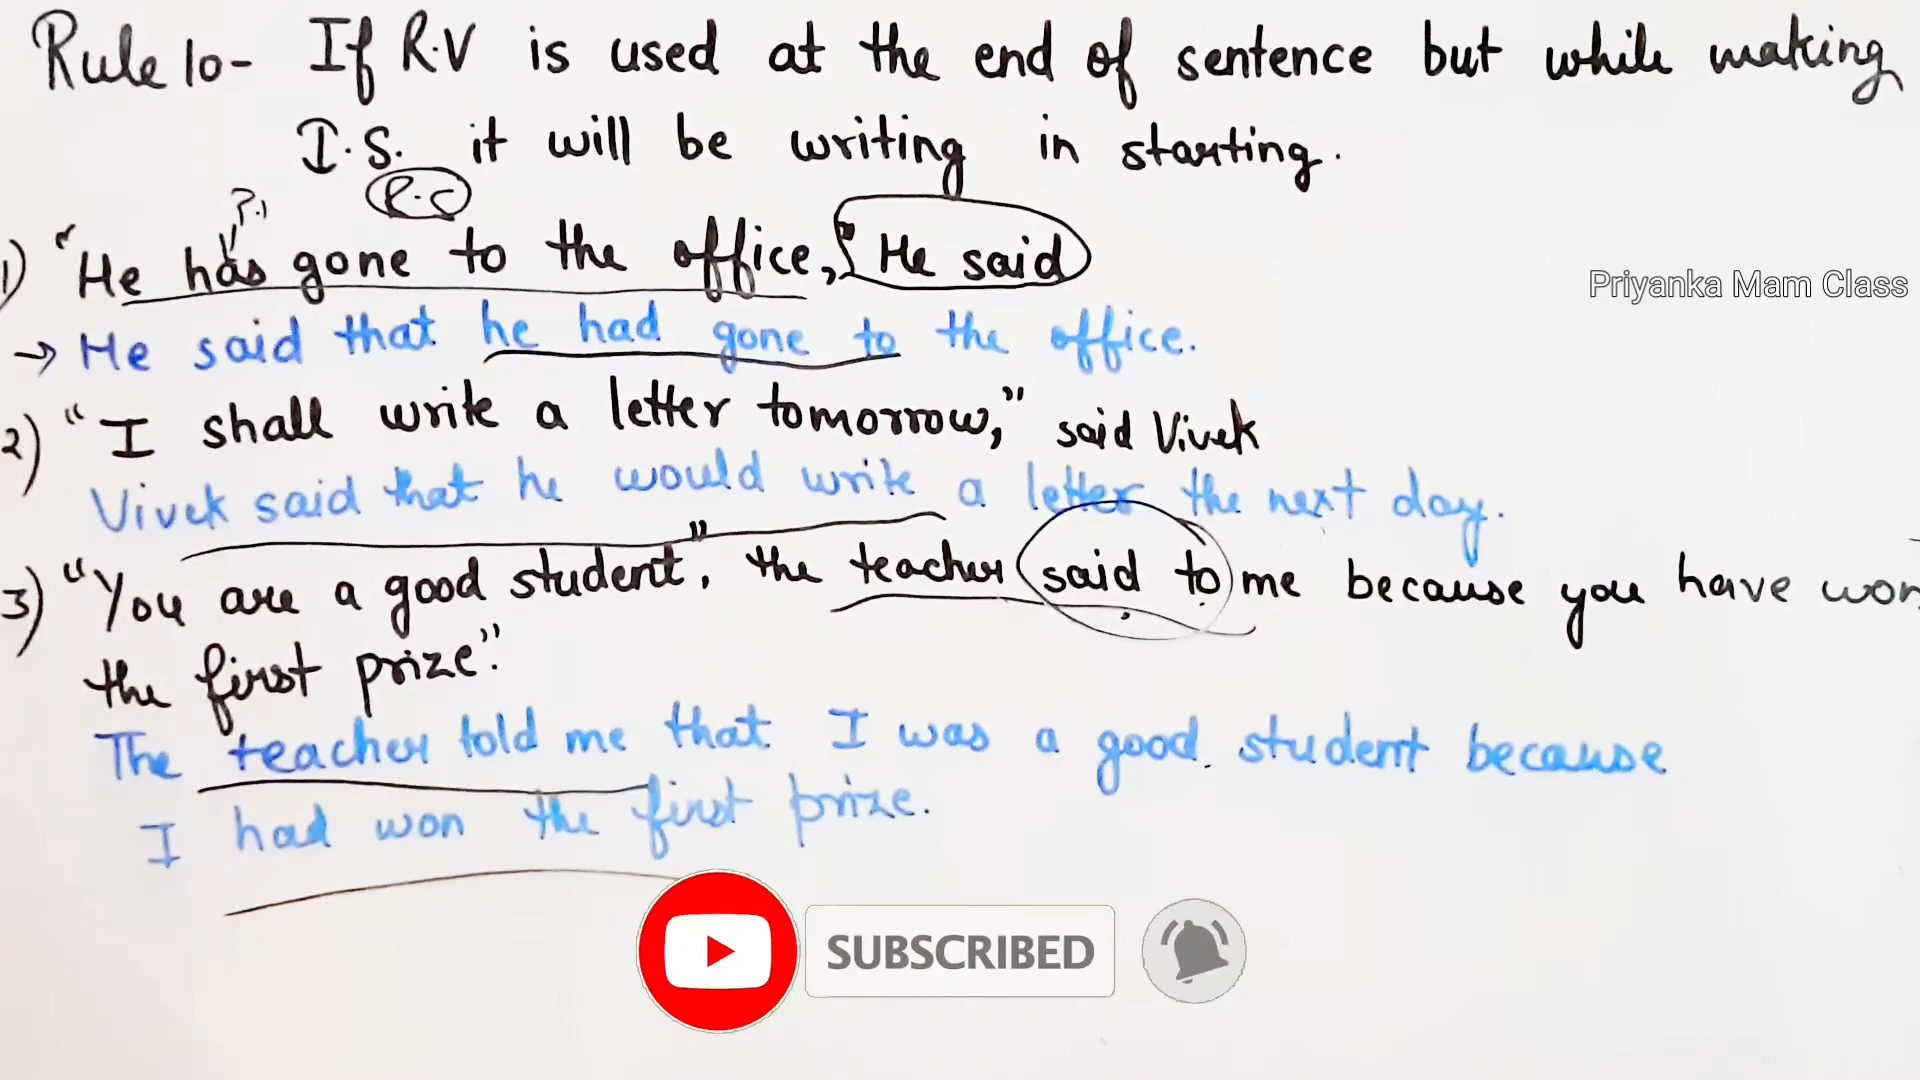 Rule 10- If R.V is used at the end of sentence but while making
I.S. it will be writing in starting.
R.S
1) "He has gone to the office," He said
Priyanka Mam Class
→ He said that he had gone to the office.
2) "I shall write a letter tomorrow," said Vivek
Vivek said that he would write a letter the next day.
3) "You are a good student", the teacher said to me because you have won
the first prize".
The teacher told me that I was a good student because
I had won the first prize.
SUBSCRIBED